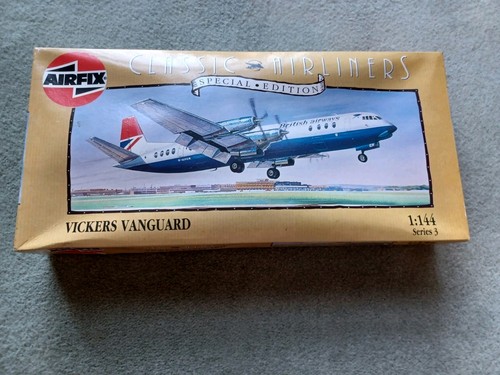 AIRFIX
CLASSIC AIRLINERS
SPECIAL • EDITION
British airways
VICKERS VANGUARD
1:144
Series 3